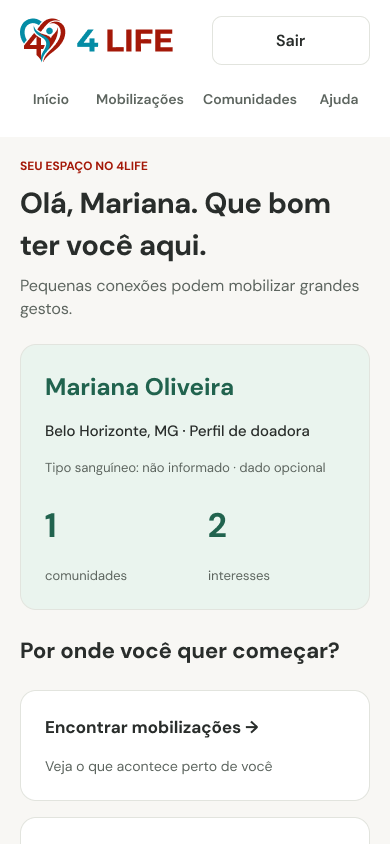 4 LIFE
Sair
Início Mobilizações Comunidades Ajuda
SEU ESPAÇO NO 4LIFE
Olá, Mariana. Que bom
ter você aqui.
Pequenas conexões podem mobilizar grandes
gestos.
Mariana Oliveira
Belo Horizonte, MG · Perfil de doadora
Tipo sanguíneo: não informado · dado opcional
1 2
comunidades interesses
Por onde você quer começar?
Encontrar mobilizações →
Veja o que acontece perto de você